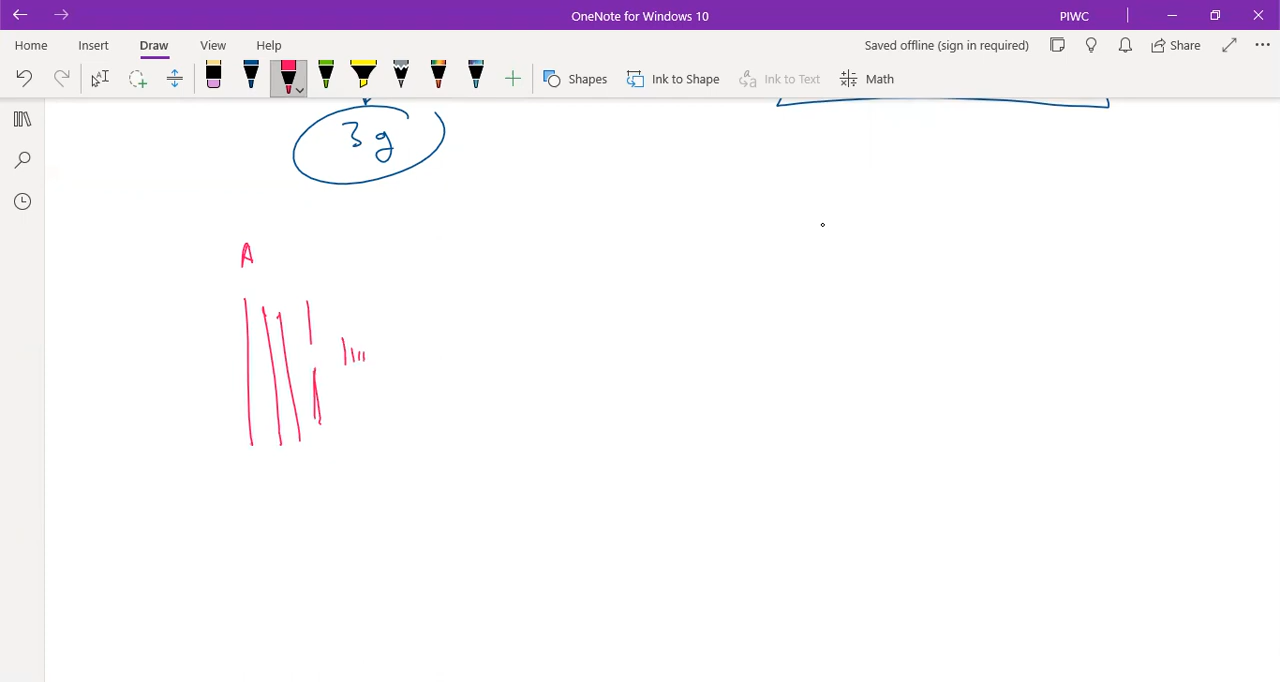 OneNote for Windows 10
PIWC
Home Insert Draw View Help
Saved offline (sign in required)
Share
Shapes
Ink to Shape
Ink to Text
Math
3g
A